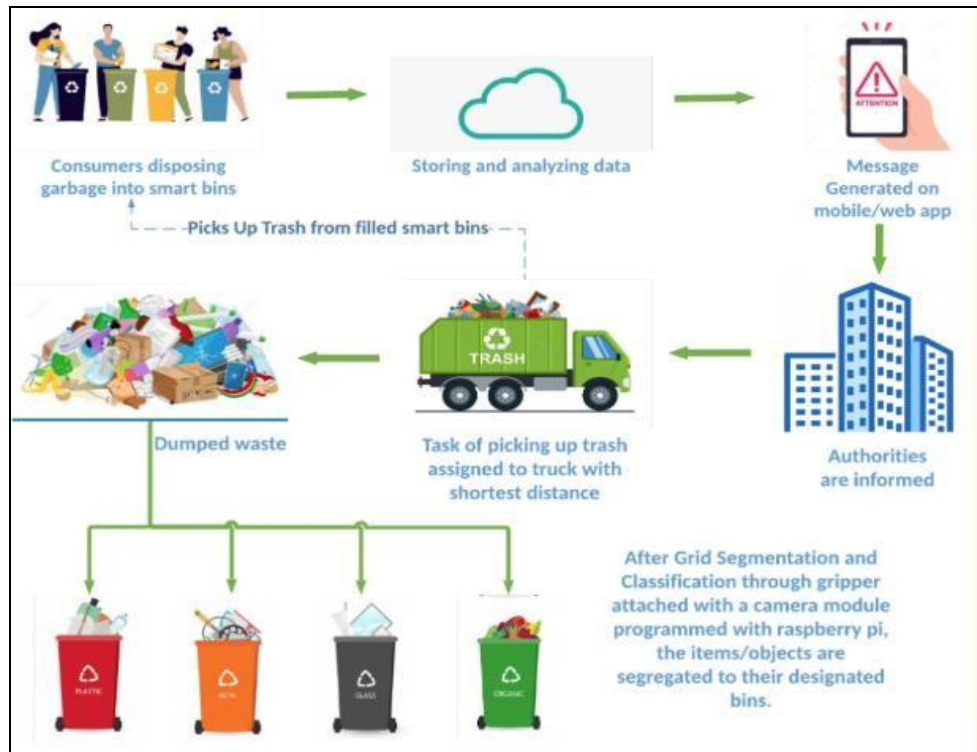 ATTENTION
Consumers disposing
garbage into smart bins
Storing and analyzing data
Message
Generated on
mobile/web app
Picks Up Trash from filled smart bins
TRASH
Dumped waste
Task of picking up trash
assigned to truck with
shortest distance
Authorities
are informed
After Grid Segmentation and
Classification through gripper
attached with a camera module
programmed with raspberry pi,
the items/objects are
segregated to their designated
bins.
PLASTIC
GLASS
ORGANIC